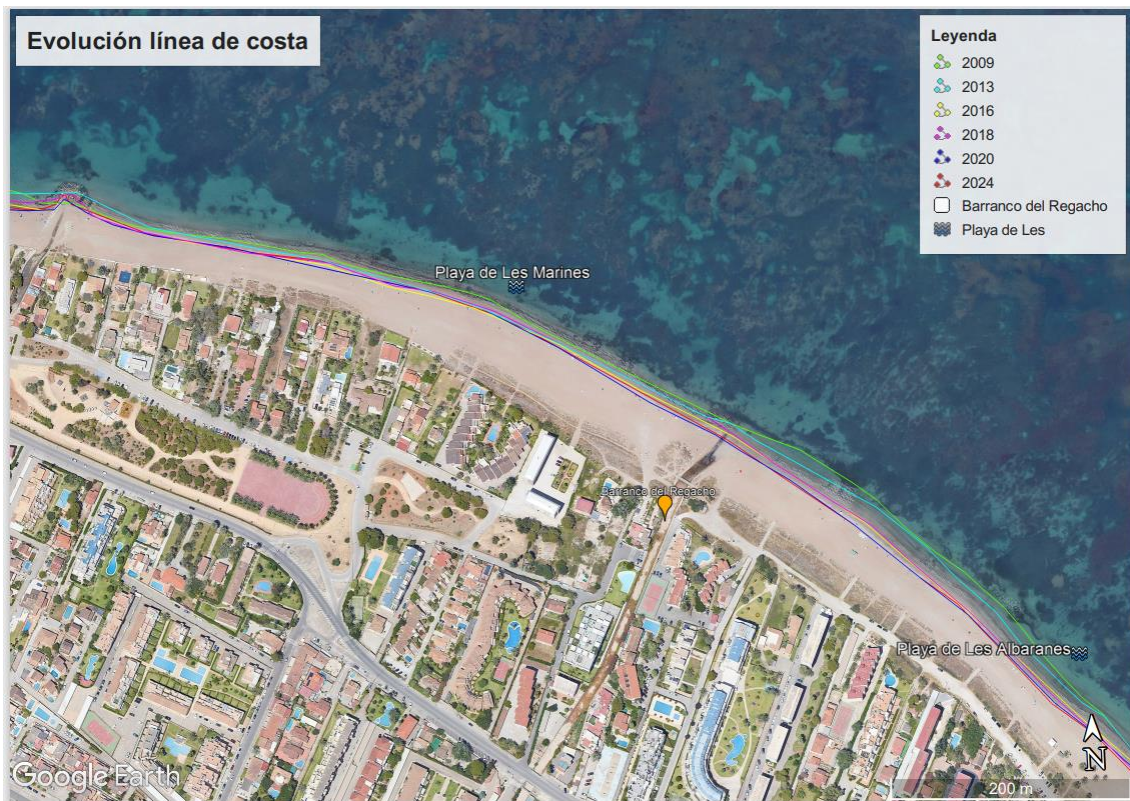 Evolución línea de costa
Leyenda
2009
2013
2016
2018
2020
2024
Barranco del Regacho
Playa de Les
Playa de Les Marines
Barranco del Regacho
Playa de Les Albaranes
N
Google Earth
200 m